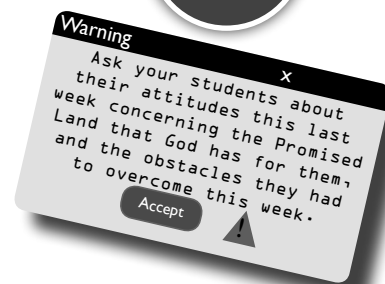 Warning
x
Ask your students about
their attitudes this last
week concerning the Promised
Land that God has for them,
and the obstacles they had
to overcome this week.
Accept
!